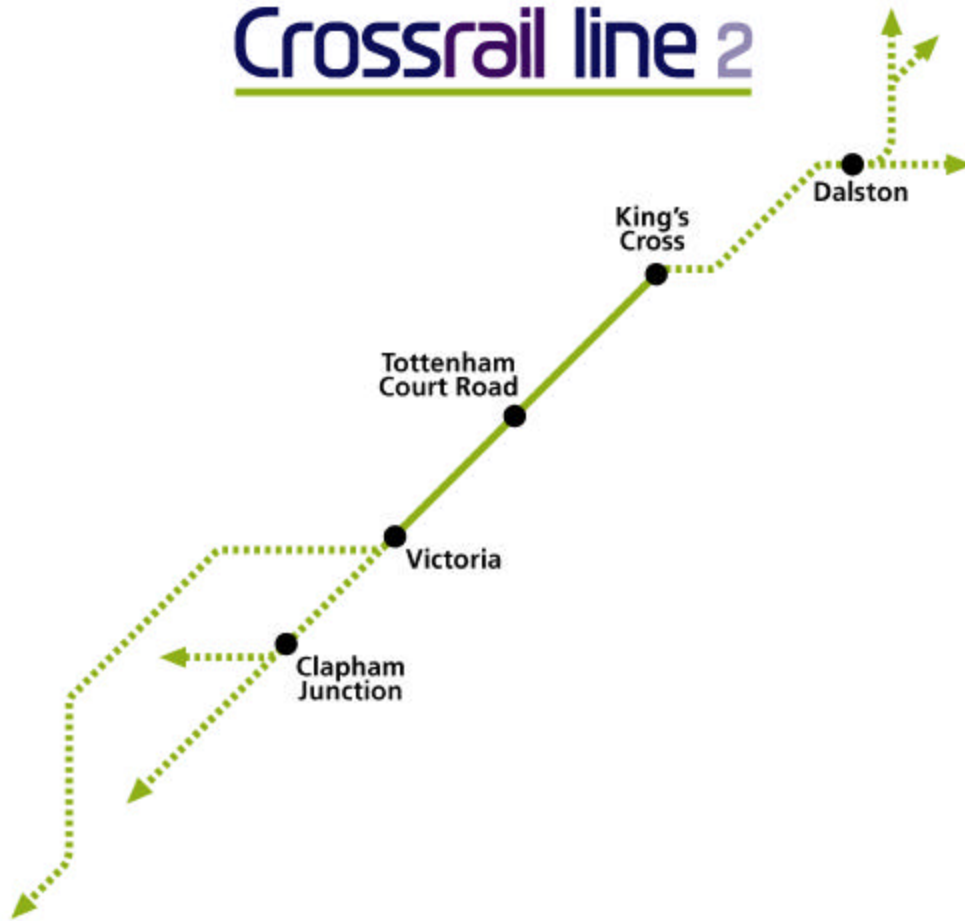 Crossrail line 2
Dalston
King's
Cross
Tottenham
Court Road
Victoria
Clapham
Junction